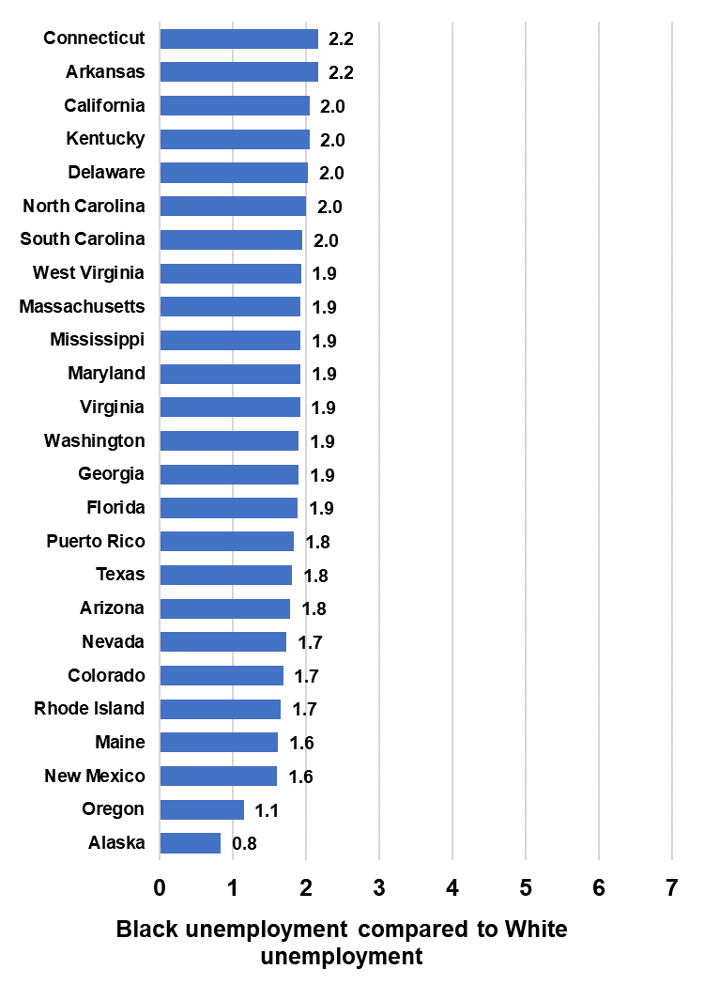 Connecticut 2.2
Arkansas 2.2
California 2.0
Kentucky 2.0
Delaware 2.0
North Carolina 2.0
South Carolina 2.0
West Virginia 1.9
Massachusetts 1.9
Mississippi 1.9
Maryland 1.9
Virginia 1.9
Washington 1.9
Georgia 1.9
Florida 1.9
Puerto Rico 1.8
Texas 1.8
Arizona 1.8
Nevada 1.7
Colorado 1.7
Rhode Island 1.7
Maine 1.6
New Mexico 1.6
Oregon 1.1
Alaska 0.8
0 1 2 3 4 5 6 7
Black unemployment compared to White
unemployment